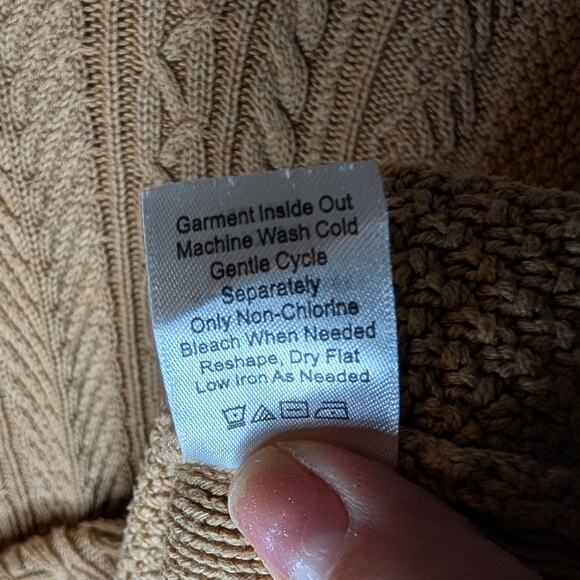 Garment Inside Out
Machine Wash Cold
Gentle Cycle
Separately
Only Non-Chlorine
Bleach When Needed
Reshape, Dry Flat
Low Iron As Needed